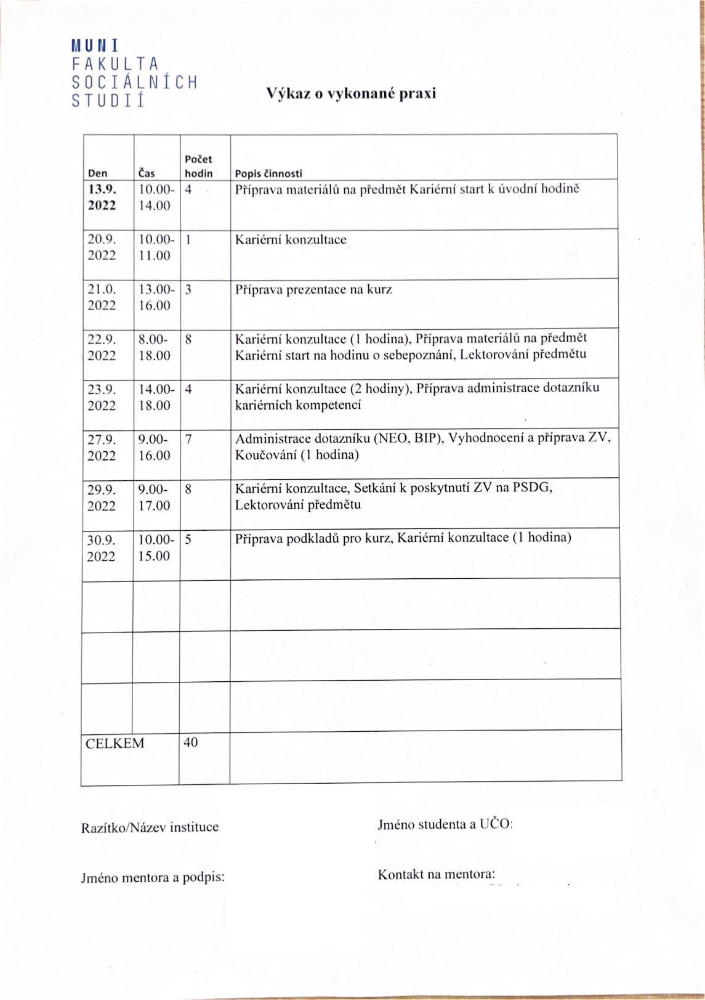 MUNI
FAKULTA
SOCIÁLNÍCH
STUDIÍ
Výkaz o vykonané praxi
Den Čas Počet hodin Popis činnosti
13.9. 10.00- 4 Příprava materiálů na předmět Kariérní start k úvodní hodině
2022 14.00
20.9. 10.00- 1 Kariérní konzultace
2022 11.00
21.0. 13.00- 3 Příprava prezentace na kurz
2022 16.00
22.9. 8.00- 8 Kariérní konzultace (1 hodina), Příprava materiálů na předmět
2022 18.00 Kariérní start na hodinu o sebepoznání, Lektorování předmětu
23.9. 14.00- 4 Kariérní konzultace (2 hodiny), Příprava administrace dotazníku
2022 18.00 kariérních kompetencí
27.9. 9.00- 7 Administrace dotazníku (NEO, BIP), Vyhodnocení a příprava ZV,
2022 16.00 Koučování (1 hodina)
29.9. 9.00- 8 Kariérní konzultace, Setkání k poskytnutí ZV na PSDG,
2022 17.00 Lektorování předmětu
30.9. 10.00- 5 Příprava podkladů pro kurz, Kariérní konzultace (1 hodina)
2022 15.00
CELKEM 40
Razítko/Název instituce Jméno studenta a UČO:
Jméno mentora a podpis: Kontakt na mentora: